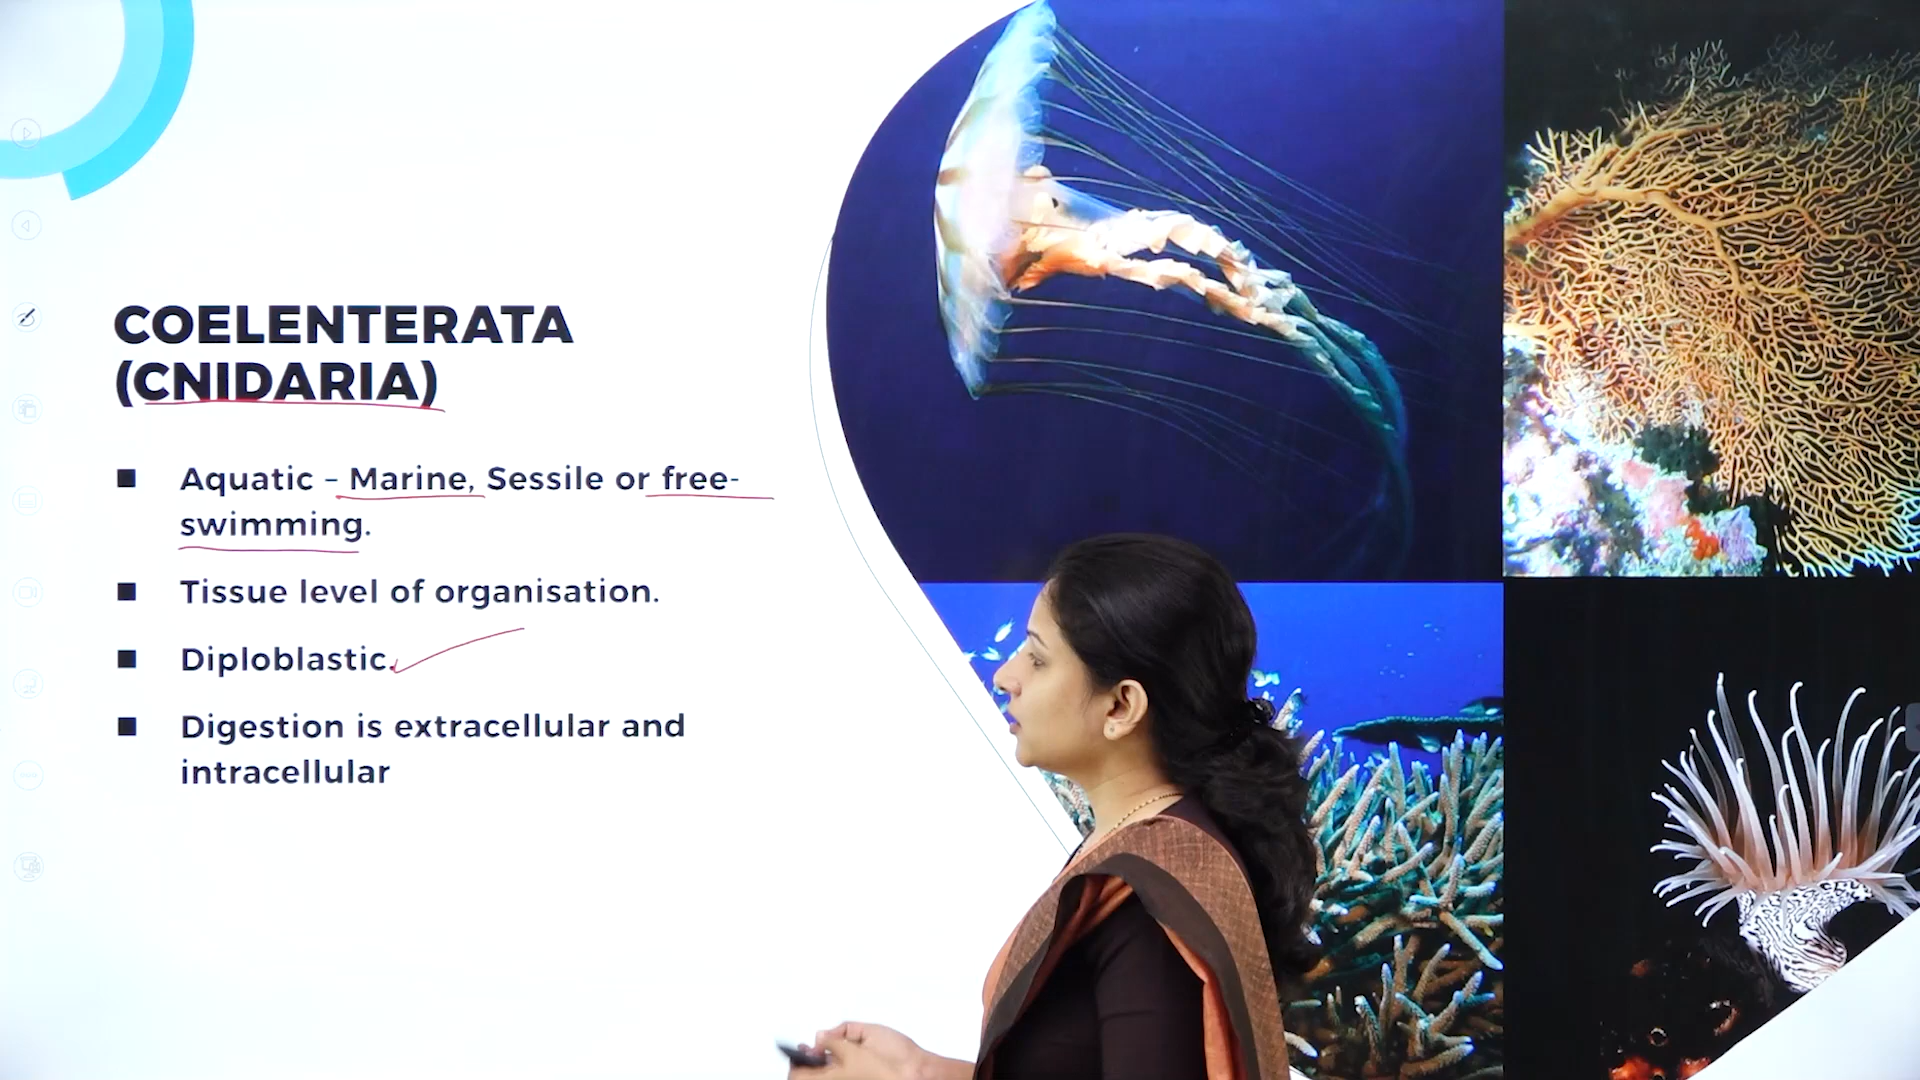 COELENTERATA
(CNIDARIA)
■ Aquatic – Marine, Sessile or free-
swimming.
■ Tissue level of organisation.
■ Diploblastic.
■ Digestion is extracellular and
intracellular